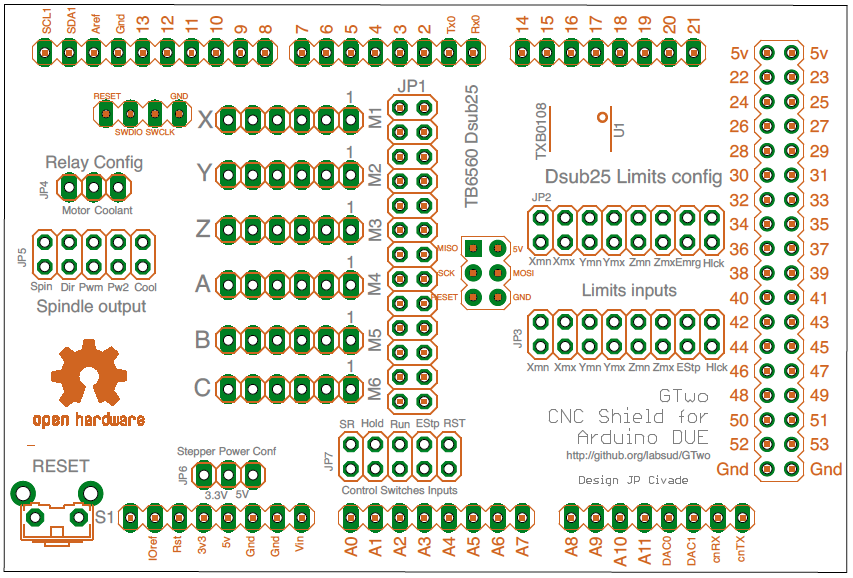 SCL1 SDA1 Aref Gnd 13 12 11 10 9 8 7 6 5 4 3 2 Tx0 Rx0 14 15 16 17 18 19 20 21
5v 5v
22 23
24 25
26 27
28 29
30 31
32 33
34 35
36 37
38 39
40 41
42 43
44 45
46 47
48 49
50 51
52 53
Gnd Gnd
RESET GND
SWDIO SWCLK
Relay Config
JP4
Motor Coolant
JP5
Spin Dir Pwm Pw2 Cool
Spindle output
open hardware
RESET
S1
X 1 M1
Y 1 M2
Z 1 M3
A 1 M4
B 1 M5
C 1 M6
JP1
TB6560 Dsub25
TXB0108
U1
MISO 5V
SCK MOSI
RESET GND
Dsub25 Limits config
JP2
Xmn Xmx Ymn Ymx Zmn Zmx Emrg Hlck
Limits inputs
JP3
Xmn Xmx Ymn Ymx Zmn Zmx EStp Hlck
GTwo
CNC Shield for
Arduino DUE
http://github.org/labsud/GTwo
Design JP Civade
Stepper Power Conf
JP6
3.3V 5V
SR Hold Run EStp RST
JP7
Control Switches Inputs
IOref Rst 3v3 5v Gnd Gnd Vin A0 A1 A2 A3 A4 A5 A6 A7 A8 A9 A10 A11 DAC0 DAC1 cnRX cnTX